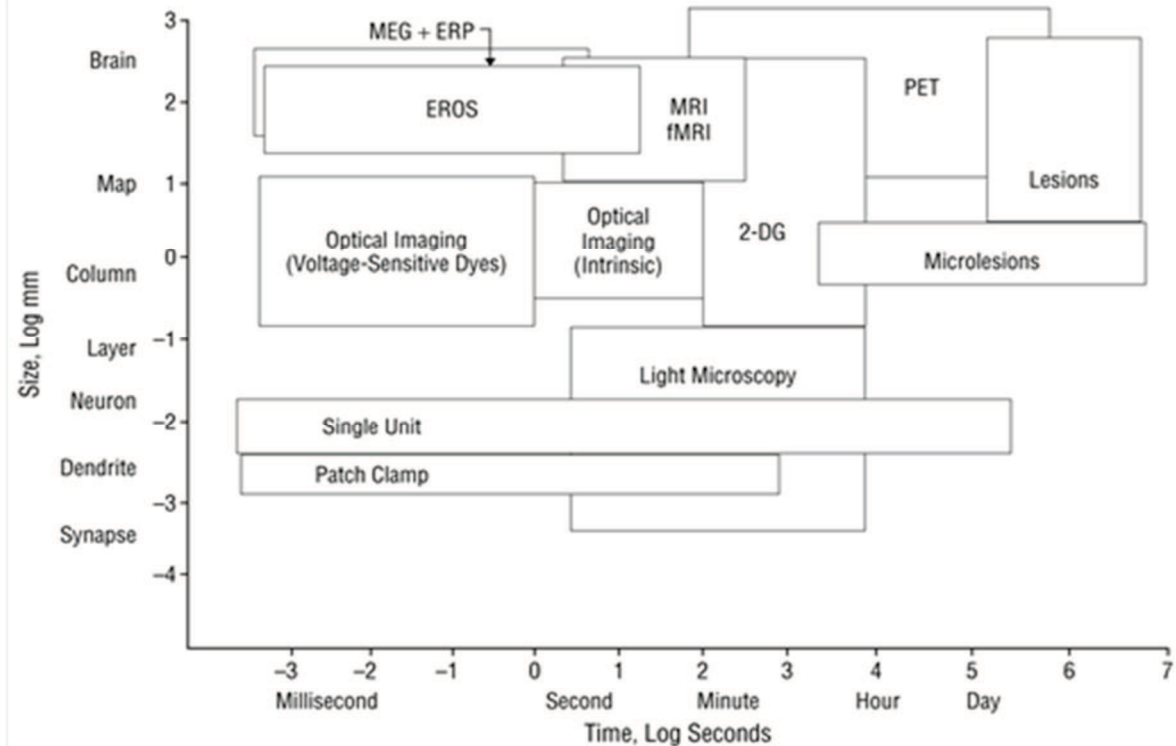 3
MEG + ERP
Brain
PET
2
EROS
MRI
fMRI
Map
1
Lesions
Optical Imaging
(Voltage-Sensitive Dyes)
Optical
Imaging
(Intrinsic)
2-DG
0
Column
Microlesions
Size, Log mm
–1
Layer
Light Microscopy
Neuron
–2
Single Unit
Dendrite
Patch Clamp
–3
Synapse
–4
–3 –2 –1 0 1 2 3 4 5 6 7
Millisecond Second Minute Hour Day
Time, Log Seconds